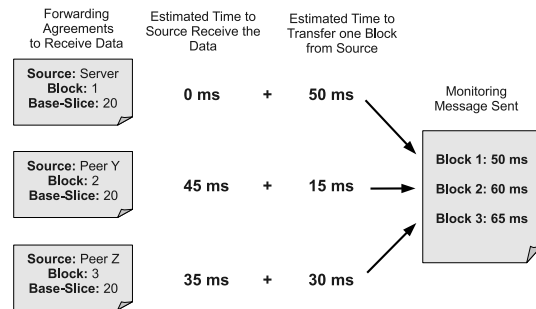 Forwarding
Agreements
to Receive Data
Estimated Time to
Source Receive the
Data
Estimated Time to
Transfer one Block
from Source
Source: Server
Block: 1
Base-Slice: 20
0 ms + 50 ms
Monitoring
Message Sent
Source: Peer Y
Block: 2
Base-Slice: 20
45 ms + 15 ms
Block 1: 50 ms
Block 2: 60 ms
Block 3: 65 ms
Source: Peer Z
Block: 3
Base-Slice: 20
35 ms + 30 ms